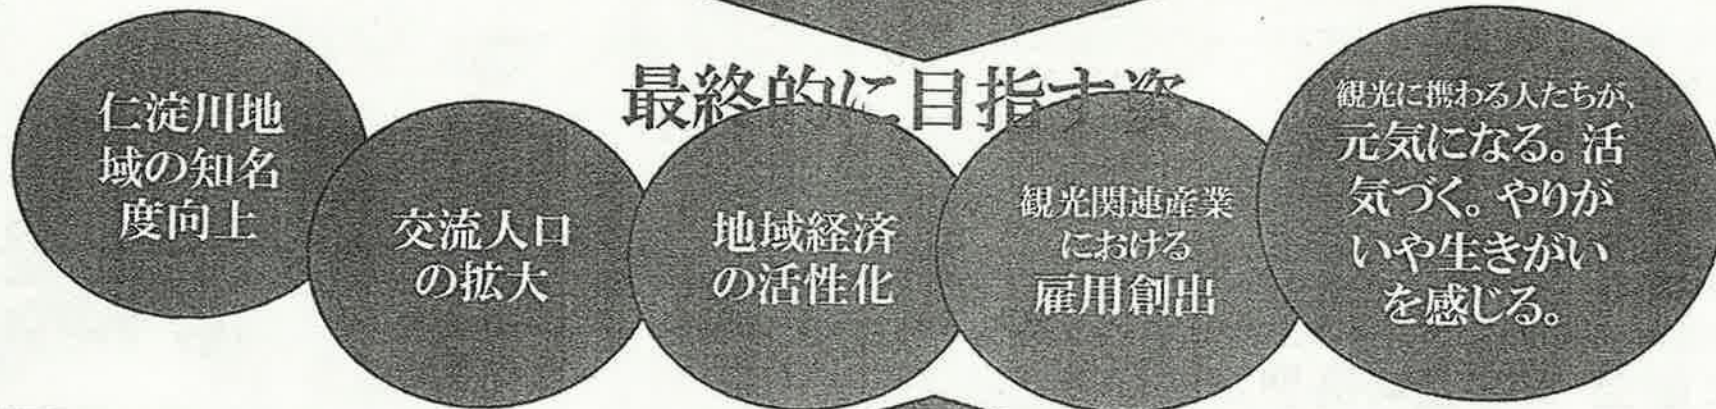 最終的に目指す姿
仁淀川地
域の知名
度向上
交流人口
の拡大
地域経済
の活性化
観光関連産業
における
雇用創出
観光に携わる人たちが、
元気になる。活
気づく。やりが
いや生きがい
を感じる。